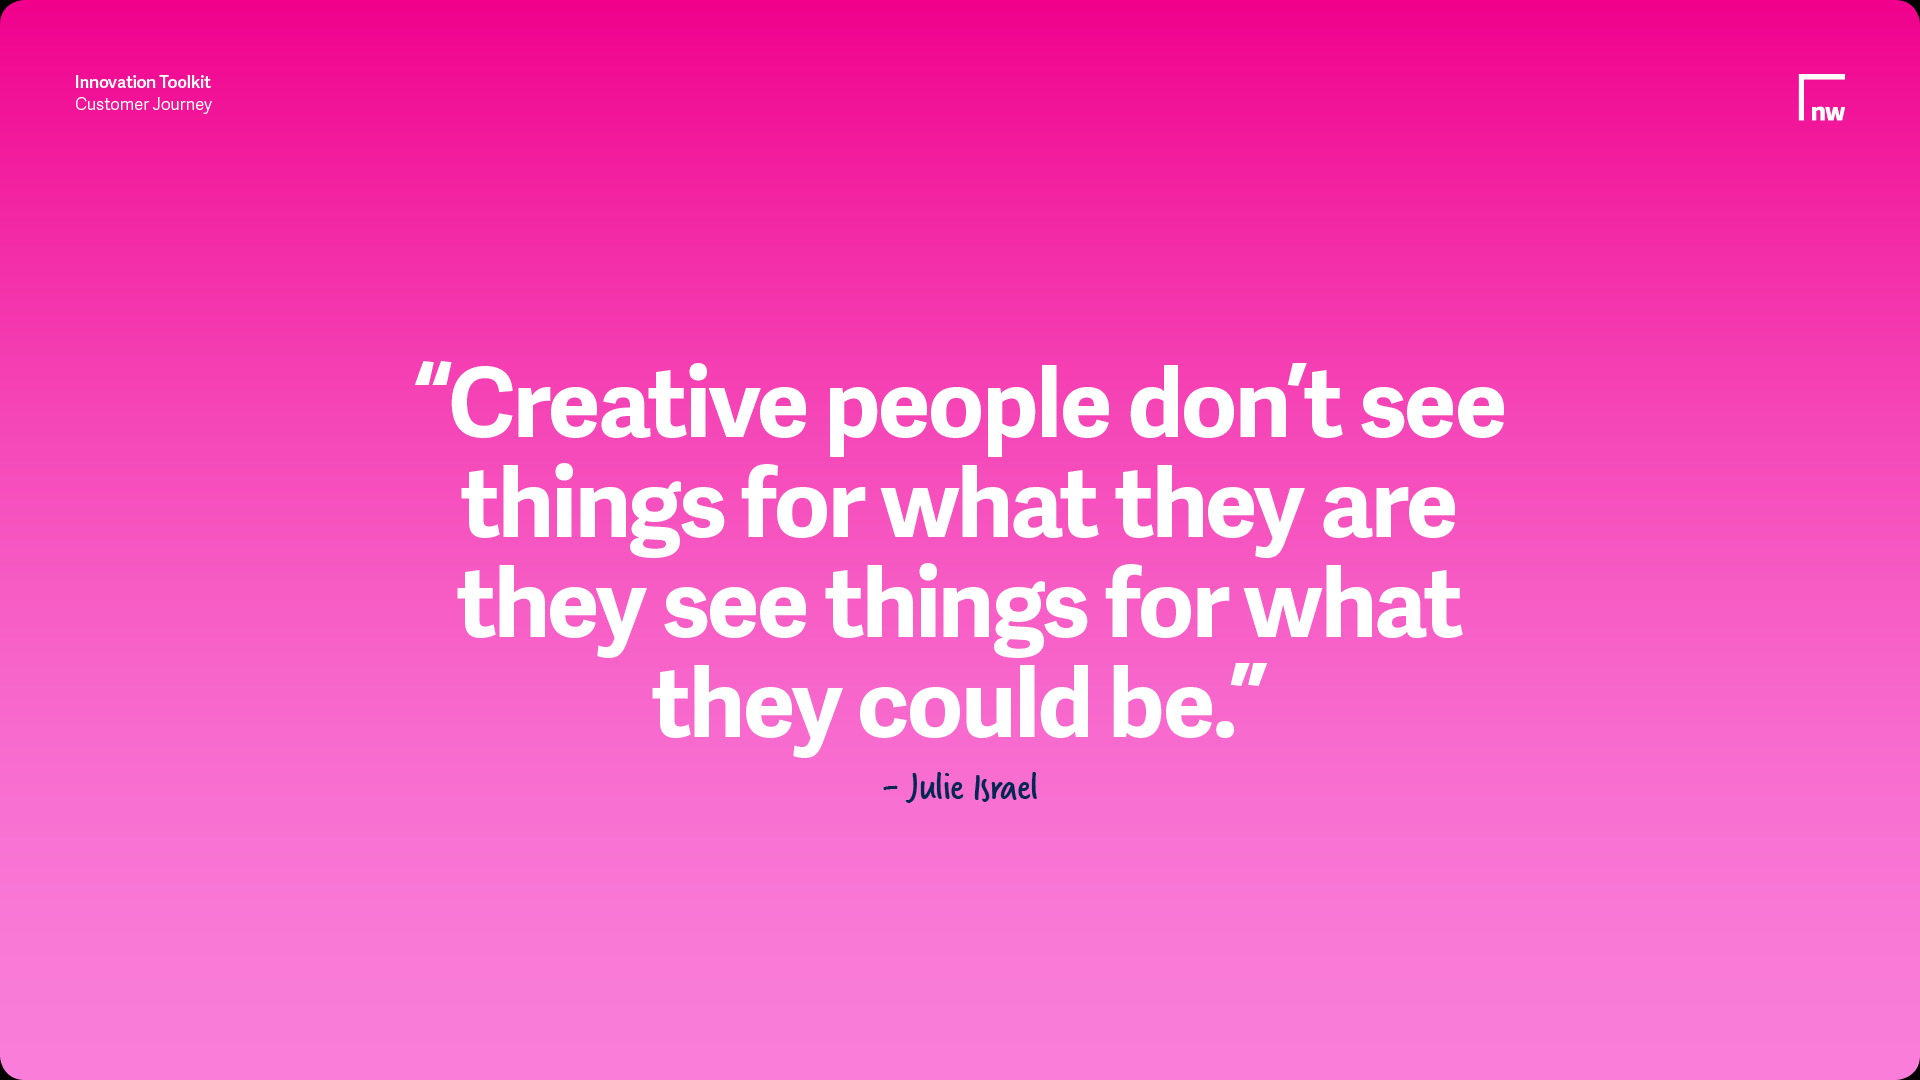 Innovation Toolkit
Customer Journey
nw
“Creative people don’t see
things for what they are
they see things for what
they could be.”
- Julie Israel